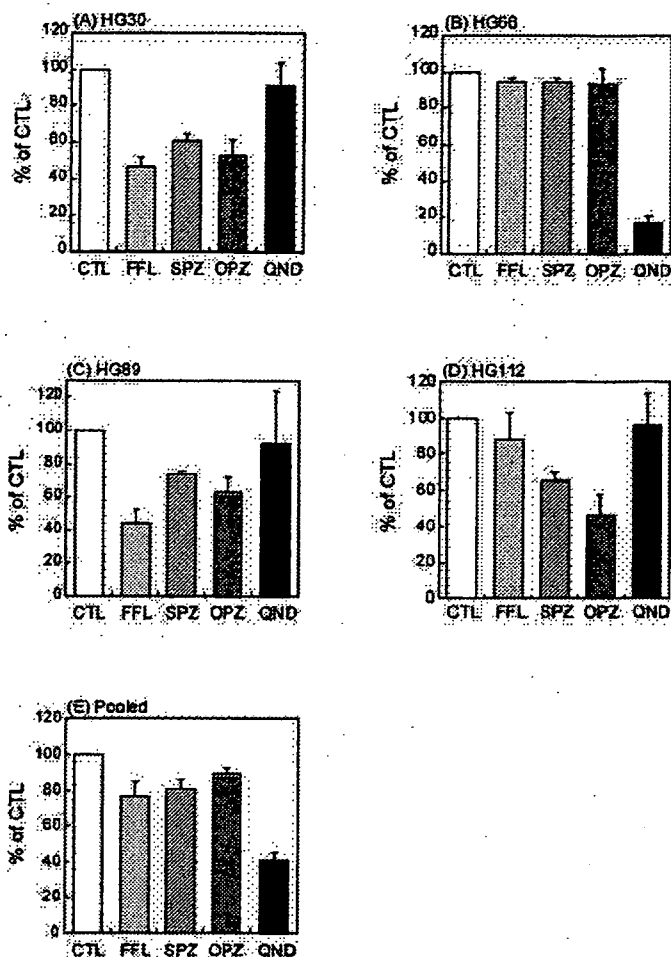 (A) HG30
120
100
80
60
40
20
0
% of CTL
CTL FFL SPZ OPZ QND
(B) HG66
120
100
80
60
40
20
0
% of CTL
CTL FFL SPZ OPZ QND
(C) HG89
120
100
80
60
40
20
0
% of CTL
CTL FFL SPZ OPZ QND
(D) HG112
120
100
80
60
40
20
0
% of CTL
CTL FFL SPZ OPZ QND
(E) Pooled
120
100
80
60
40
20
0
% of CTL
CTL FFL SPZ OPZ QND